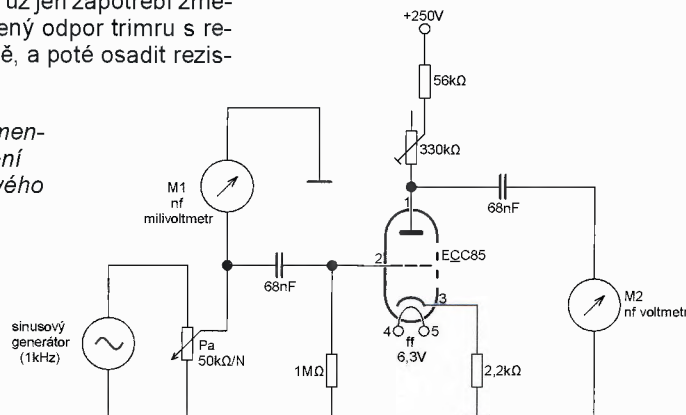 už jen zapotřebí změ-
ený odpor trimru s re-
ě, a poté osadit rezis-
men-
ní
vého
+250V
56kΩ
330kΩ
M1
nf
milivoltmetr
1
68nF
2
ECC85
68nF
3
M2
nf voltmetr
sinusový
generátor
(1kHz)
Pa
50kΩ/N
4
5
ff
6,3V
1MΩ
2,2kΩ